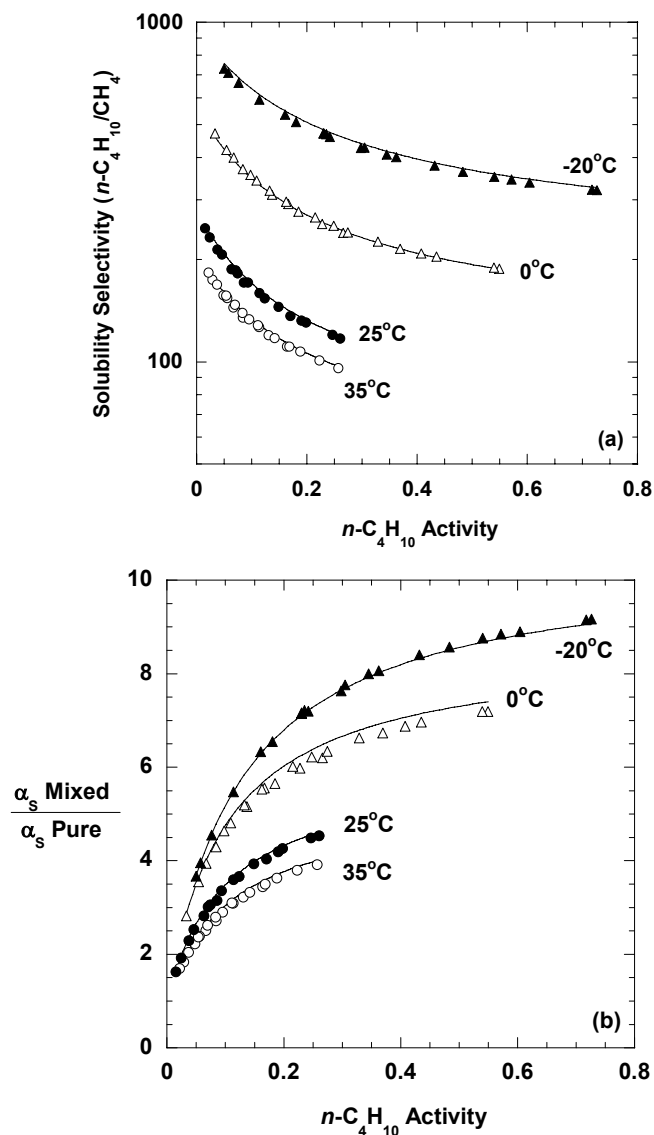 1000
100
Solubility Selectivity (n-C₄H₁₀/CH₄)
-20°C
0°C
25°C
35°C
(a)
0 0.2 0.4 0.6 0.8
n-C₄H₁₀ Activity
10
8
6
4
2
0
αₛ Mixed
αₛ Pure
-20°C
0°C
25°C
35°C
(b)
0 0.2 0.4 0.6 0.8
n-C₄H₁₀ Activity